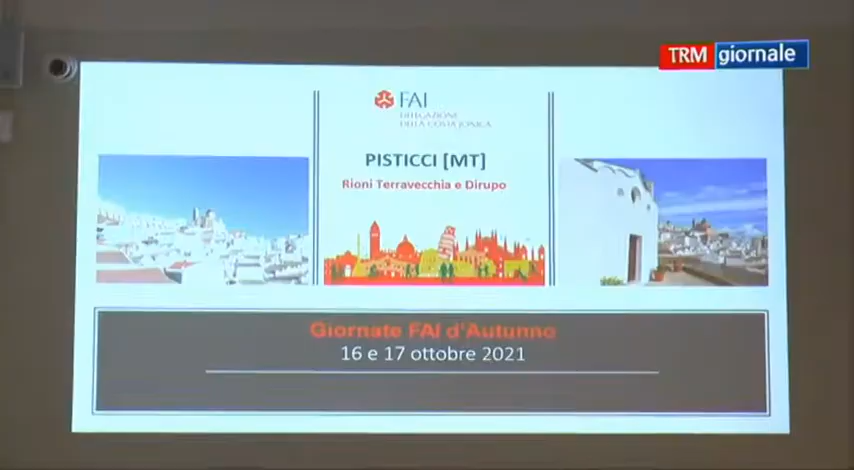 TRM giornale
FAI
DELEGAZIONE
DELLA COSTA JONICA
PISTICCI [MT]
Rioni Terravecchia e Dirupo
Giornate FAI d'Autunno
16 e 17 ottobre 2021